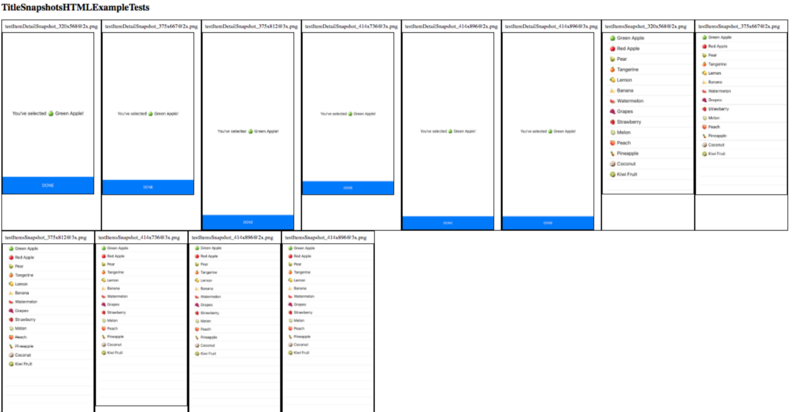 TitleSnapshotsHTMLExampleTests
testItemDetailSnapshot_320x568@2x.png
testItemDetailSnapshot_375x667@2x.png
testItemDetailSnapshot_375x812@3x.png
testItemDetailSnapshot_414x736@3x.png
testItemDetailSnapshot_414x896@2x.png
testItemDetailSnapshot_414x896@3x.png
testItemsSnapshot_320x568@2x.png
testItemsSnapshot_375x667@2x.png
You've selected 🍏 Green Apple!
DONE
You've selected 🍏 Green Apple!
DONE
You've selected 🍏 Green Apple!
DONE
You've selected 🍏 Green Apple!
DONE
You've selected 🍏 Green Apple!
DONE
You've selected 🍏 Green Apple!
DONE
Green Apple
Red Apple
Pear
Tangerine
Lemon
Banana
Watermelon
Grapes
Strawberry
Melon
Peach
Pineapple
Coconut
Kiwi Fruit
Green Apple
Red Apple
Pear
Tangerine
Lemon
Banana
Watermelon
Grapes
Strawberry
Melon
Peach
Pineapple
Coconut
Kiwi Fruit
testItemsSnapshot_375x812@3x.png
testItemsSnapshot_414x736@3x.png
testItemsSnapshot_414x896@2x.png
testItemsSnapshot_414x896@3x.png
Green Apple
Red Apple
Pear
Tangerine
Lemon
Banana
Watermelon
Grapes
Strawberry
Melon
Peach
Pineapple
Coconut
Kiwi Fruit
Green Apple
Red Apple
Pear
Tangerine
Lemon
Banana
Watermelon
Grapes
Strawberry
Melon
Peach
Pineapple
Coconut
Kiwi Fruit
Green Apple
Red Apple
Pear
Tangerine
Lemon
Banana
Watermelon
Grapes
Strawberry
Melon
Peach
Pineapple
Coconut
Kiwi Fruit
Green Apple
Red Apple
Pear
Tangerine
Lemon
Banana
Watermelon
Grapes
Strawberry
Melon
Peach
Pineapple
Coconut
Kiwi Fruit